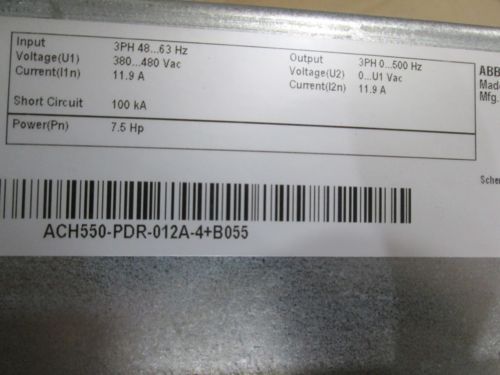 Input 3PH 48...63 Hz Output 3PH 0...500 Hz
Voltage(U1) 380...480 Vac Voltage(U2) 0...U1 Vac
Current(I1n) 11.9 A Current(I2n) 11.9 A
Short Circuit 100 kA
Power(Pn) 7.5 Hp
ABB
Made
Mfg.
Schem
ACH550-PDR-012A-4+B055